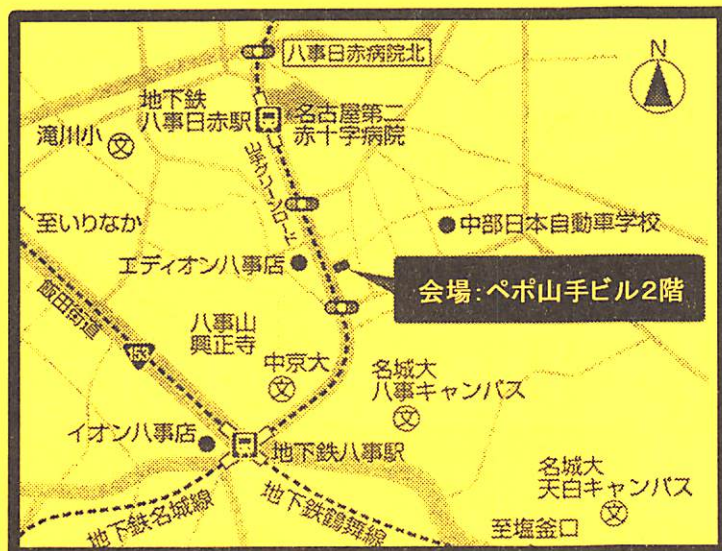 八事日赤病院北
N
地下鉄
八事日赤駅
名古屋第二
赤十字病院
滝川小
文
山手グリーンロード
至いりなか
中部日本自動車学校
エディオン八事店
会場:ペポ山手ビル2階
飯田街道
八事山
興正寺
153
中京大
文
名城大
八事キャンパス
文
イオン八事店
地下鉄八事駅
名城大
天白キャンパス
文
地下鉄名城線
地下鉄鶴舞線
至塩釜口